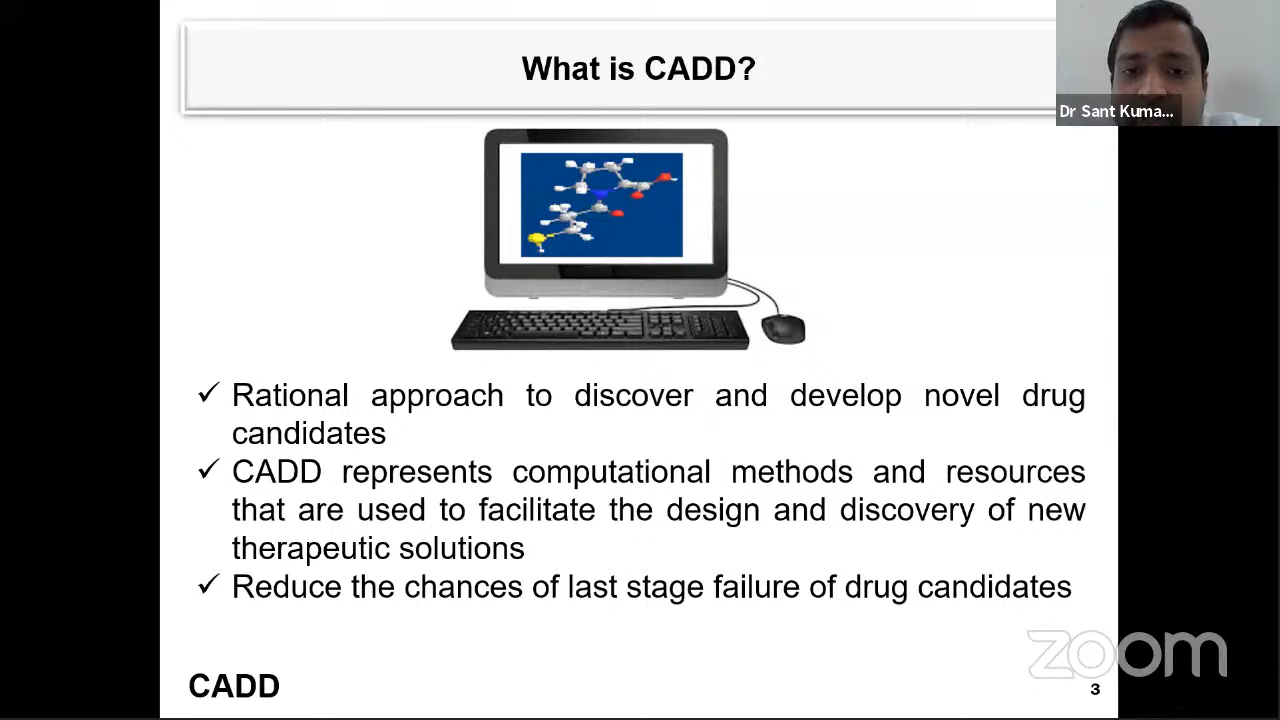 What is CADD?
Dr Sant Kuma...
✓ Rational approach to discover and develop novel drug
candidates
✓ CADD represents computational methods and resources
that are used to facilitate the design and discovery of new
therapeutic solutions
✓ Reduce the chances of last stage failure of drug candidates
zoom
CADD
3